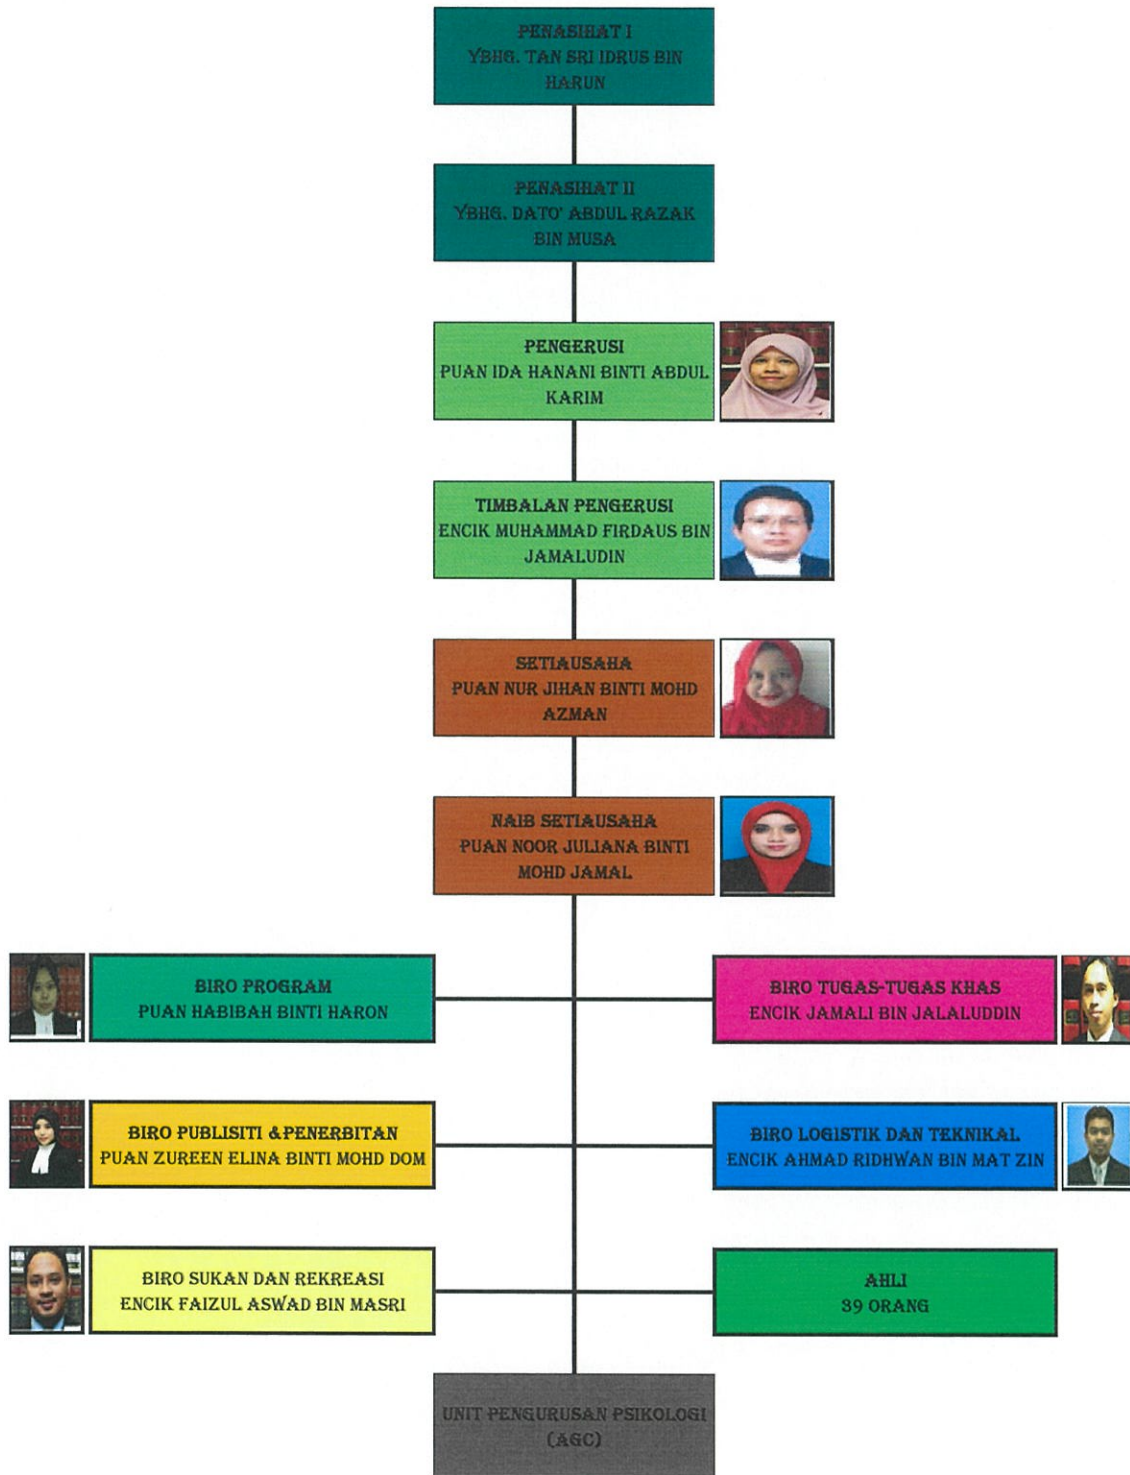 PENASIHAT I
YBHG. TAN SRI IDRUS BIN
HARUN
PENASIHAT II
YBHG. DATO' ABDUL RAZAK
BIN MUSA
PENGERUSI
PUAN IDA HANANI BINTI ABDUL
KARIM
TIMBALAN PENGERUSI
ENCIK MUHAMMAD FIRDAUS BIN
JAMALUDIN
SETIAUSAHA
PUAN NUR JIHAN BINTI MOHD
AZMAN
NAIB SETIAUSAHA
PUAN NOOR JULIANA BINTI
MOHD JAMAL
BIRO PROGRAM
PUAN HABIBAH BINTI HARON
BIRO TUGAS-TUGAS KHAS
ENCIK JAMALI BIN JALALUDDIN
BIRO PUBLISITI &PENERBITAN
PUAN ZUREEN ELINA BINTI MOHD DOM
BIRO LOGISTIK DAN TEKNIKAL
ENCIK AHMAD RIDHWAN BIN MAT ZIN
BIRO SUKAN DAN REKREASI
ENCIK FAIZUL ASWAD BIN MASRI
AHLI
39 ORANG
UNIT PENGURUSAN PSIKOLOGI
(AGC)